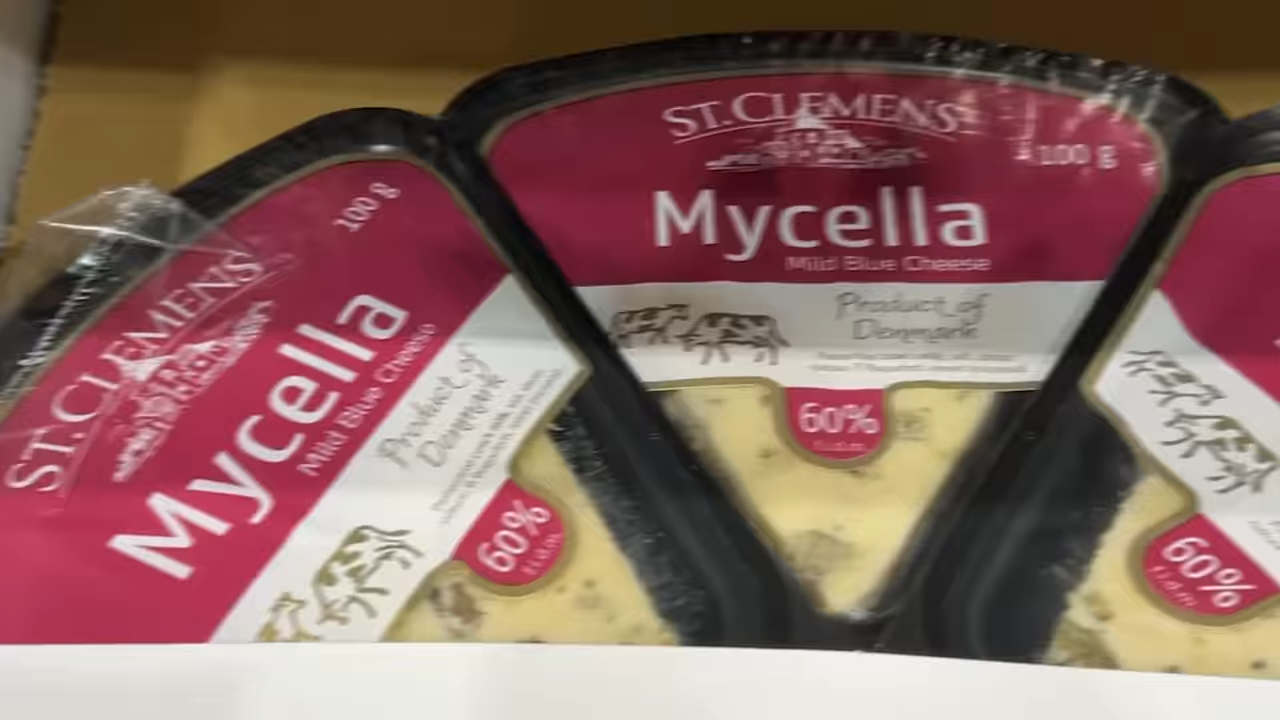 ST. CLEMENS
100 g
Mycella
Mild Blue Cheese
Product of
Denmark
60%
ST. CLEMENS
100 g
Mycella
Mild Blue Cheese
Product of
Denmark
60%
60%